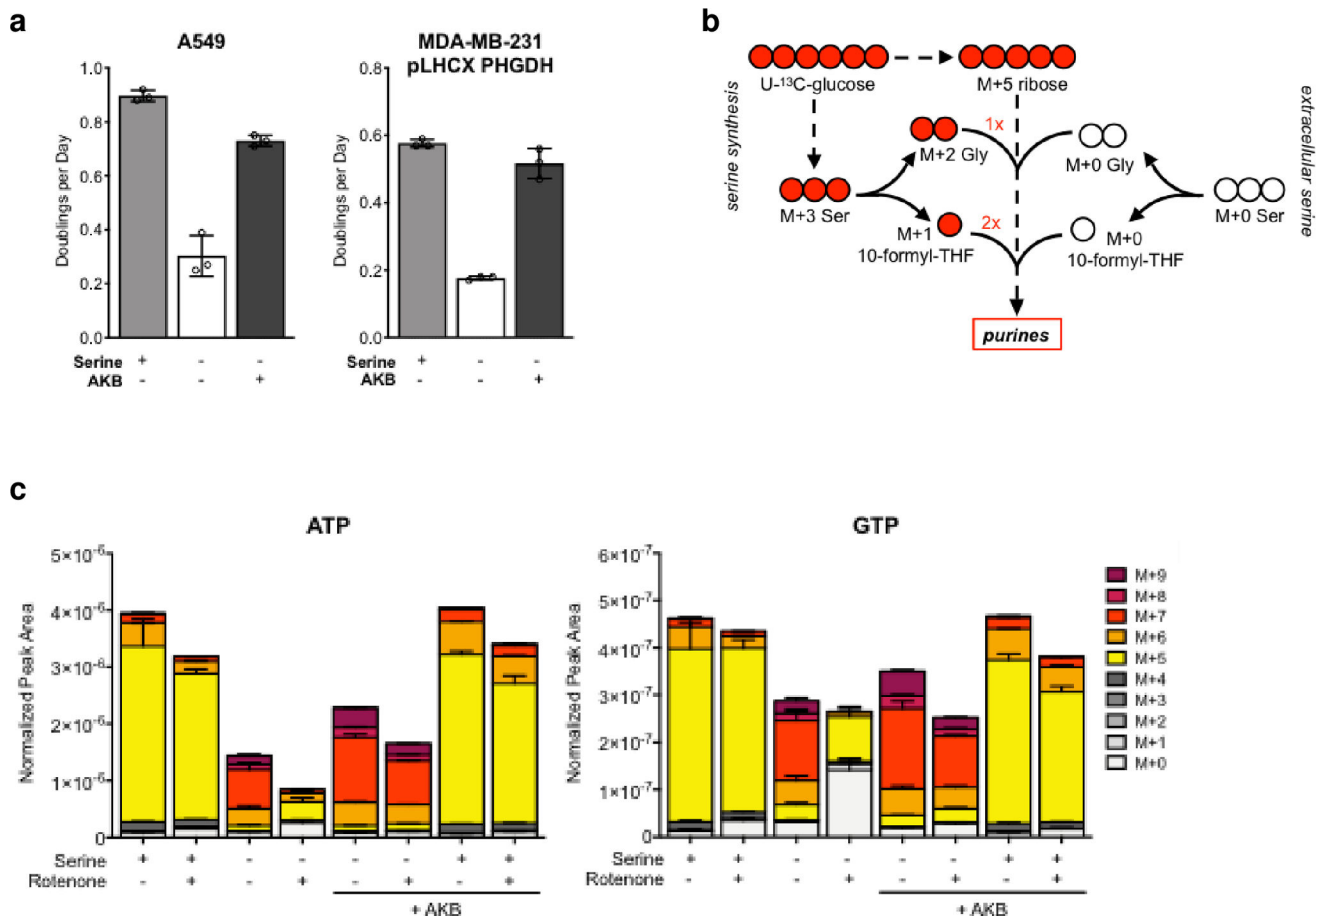 a
A549
Doublings per Day
1.0
0.8
0.6
0.4
0.2
0.0
Serine + - -
AKB - - +
MDA-MB-231
pLHCX PHGDH
Doublings per Day
0.8
0.6
0.4
0.2
0.0
Serine + - -
AKB - - +
b
serine synthesis
extracellular serine
U-¹³C-glucose
M+5 ribose
1x
M+2 Gly
M+0 Gly
M+3 Ser
M+0 Ser
M+1
10-formyl-THF
2x
M+0
10-formyl-THF
purines
c
ATP
Normalized Peak Area
5×10⁻⁶
4×10⁻⁶
3×10⁻⁶
2×10⁻⁶
1×10⁻⁶
0
Serine + + - - - - + +
Rotenone - + - + - + - +
+ AKB
GTP
Normalized Peak Area
6×10⁻⁷
5×10⁻⁷
4×10⁻⁷
3×10⁻⁷
2×10⁻⁷
1×10⁻⁷
0
Serine + + - - - - + +
Rotenone - + - + - + - +
+ AKB
M+9
M+8
M+7
M+6
M+5
M+4
M+3
M+2
M+1
M+0